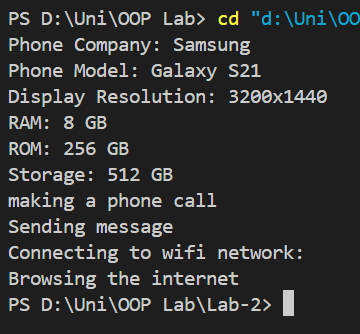 PS D:\Uni\OOP Lab> cd "d:\Uni\OO
Phone Company: Samsung
Phone Model: Galaxy S21
Display Resolution: 3200x1440
RAM: 8 GB
ROM: 256 GB
Storage: 512 GB
making a phone call
Sending message
Connecting to wifi network:
Browsing the internet
PS D:\Uni\OOP Lab\Lab-2>